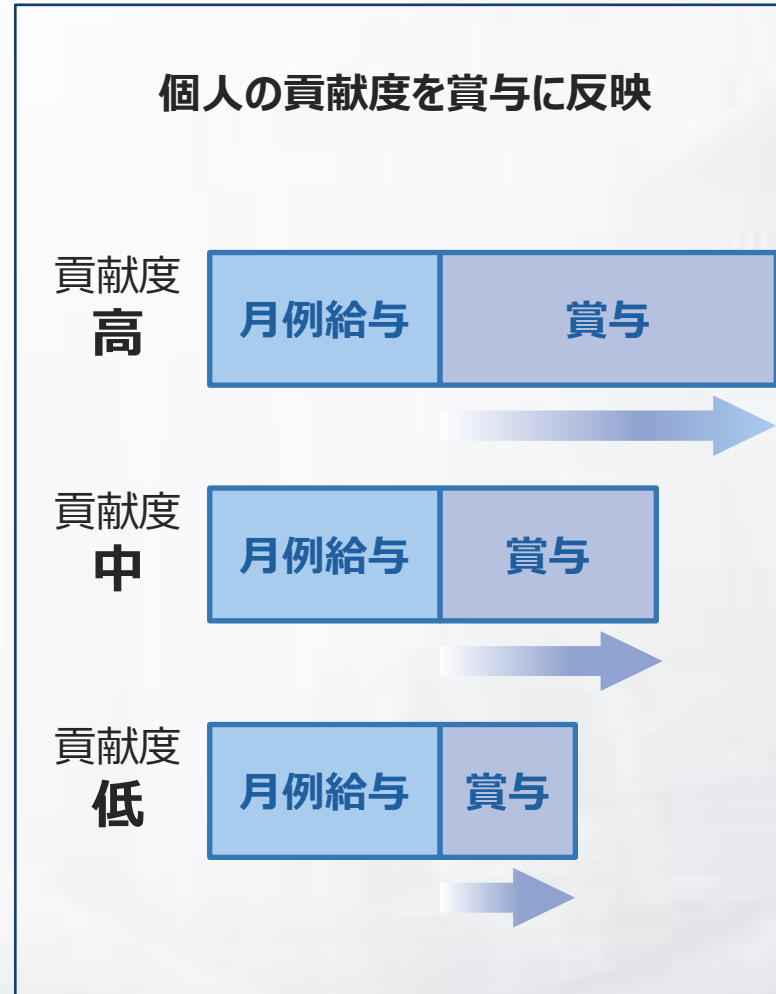 個人の貢献度を賞与に反映
貢献度
高
月例給与
賞与
貢献度
中
月例給与
賞与
貢献度
低
月例給与
賞与